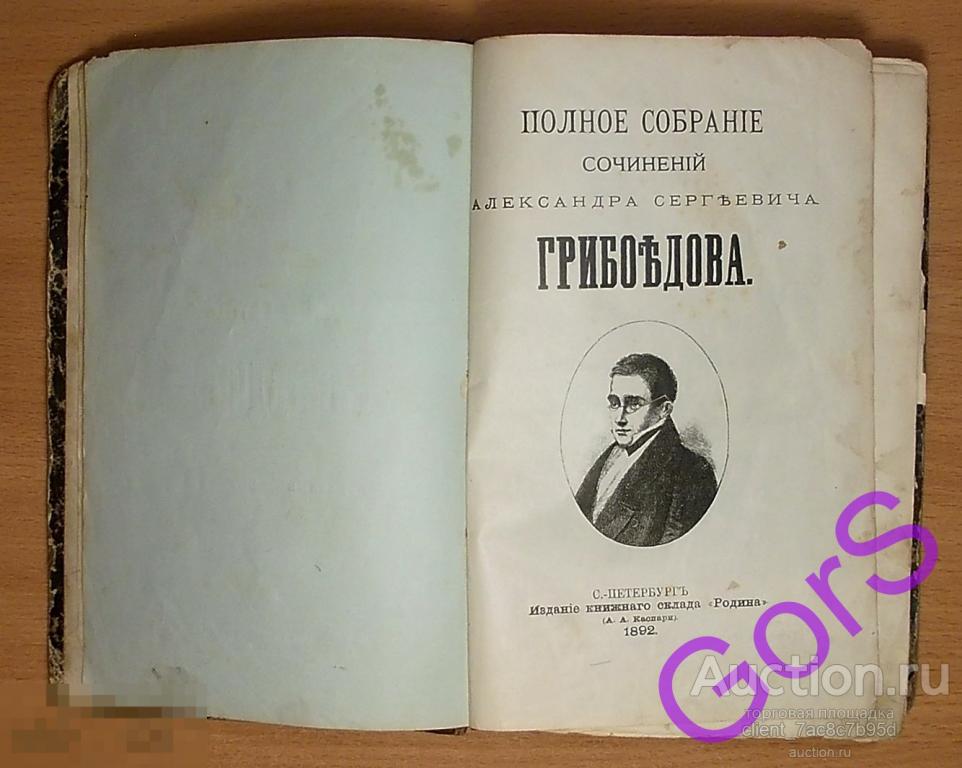 ПОЛНОЕ СОБРАНІЕ
СОЧИНЕНІЙ
АЛЕКСАНДРА СЕРГѢЕВИЧА
ГРИБОѢДОВА.
С.-ПЕТЕРБУРГЪ
Изданіе книжнаго склада «Родина»
(А. А. Каспари).
1892.
GorS
Auction.ru
торговая площадка
client_7ac8c7b95d
auction.ru